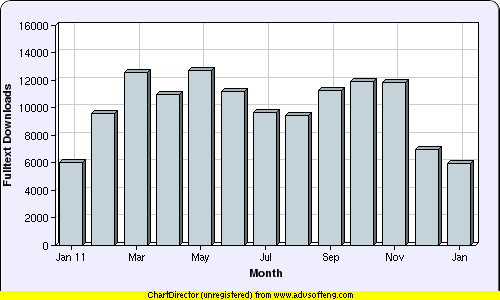 16000
14000
12000
10000
8000
6000
4000
2000
0
Fulltext Downloads
Jan 11 Mar May Jul Sep Nov Jan
Month
ChartDirector (unregistered) from www.advsofteng.com